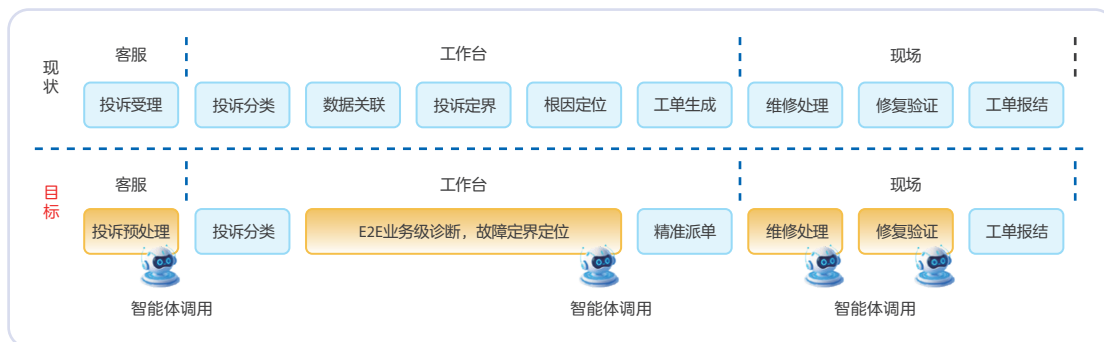 现状
客服
工作台
现场
投诉受理
投诉分类
数据关联
投诉定界
根因定位
工单生成
维修处理
修复验证
工单报结
目标
客服
工作台
现场
投诉预处理
投诉分类
E2E业务级诊断，故障定界定位
精准派单
维修处理
修复验证
工单报结
智能体调用
智能体调用
智能体调用